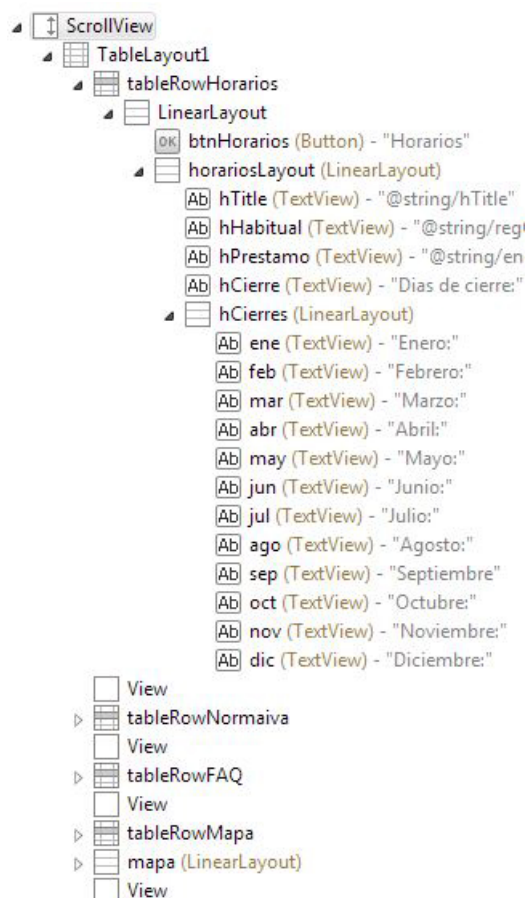 ScrollView
TableLayout1
tableRowHorarios
LinearLayout
OK btnHorarios (Button) - "Horarios"
horariosLayout (LinearLayout)
Ab hTitle (TextView) - "@string/hTitle"
Ab hHabitual (TextView) - "@string/reg
Ab hPrestamo (TextView) - "@string/en
Ab hCierre (TextView) - "Dias de cierre:"
hCierres (LinearLayout)
Ab ene (TextView) - "Enero:"
Ab feb (TextView) - "Febrero:"
Ab mar (TextView) - "Marzo:"
Ab abr (TextView) - "Abril:"
Ab may (TextView) - "Mayo:"
Ab jun (TextView) - "Junio:"
Ab jul (TextView) - "Julio:"
Ab ago (TextView) - "Agosto:"
Ab sep (TextView) - "Septiembre"
Ab oct (TextView) - "Octubre:"
Ab nov (TextView) - "Noviembre:"
Ab dic (TextView) - "Diciembre:"
View
tableRowNormaiva
View
tableRowFAQ
View
tableRowMapa
mapa (LinearLayout)
View